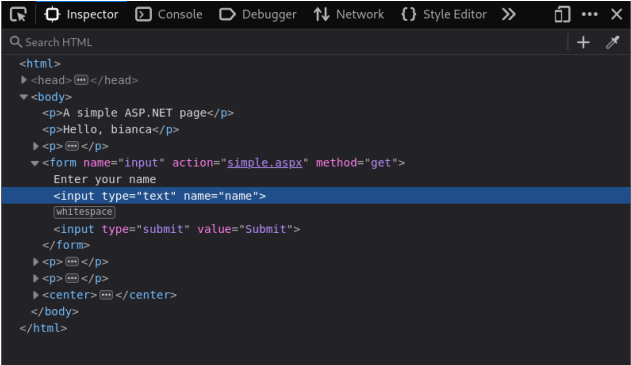 Inspector Console Debugger Network {} Style Editor
Search HTML
<html>
<head>···</head>
<body>
<p>A simple ASP.NET page</p>
<p>Hello, bianca</p>
<p>···</p>
<form name="input" action="simple.aspx" method="get">
Enter your name
<input type="text" name="name">
whitespace
<input type="submit" value="Submit">
</form>
<p>···</p>
<p>···</p>
<center>···</center>
</body>
</html>